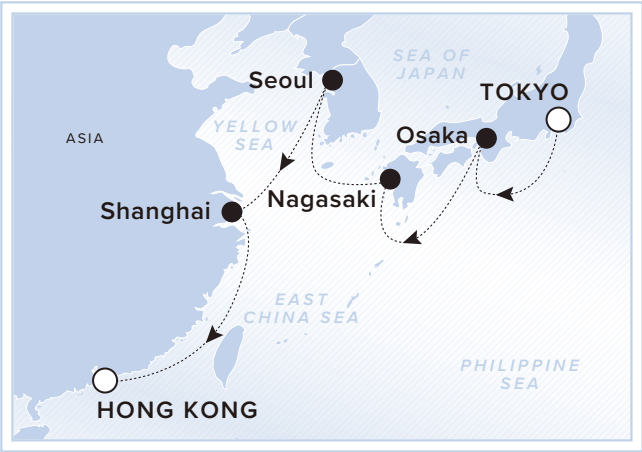 SEA OF
JAPAN
Seoul
TOKYO
YELLOW
SEA
ASIA
Osaka
Nagasaki
Shanghai
EAST
CHINA SEA
PHILIPPINE
SEA
HONG KONG